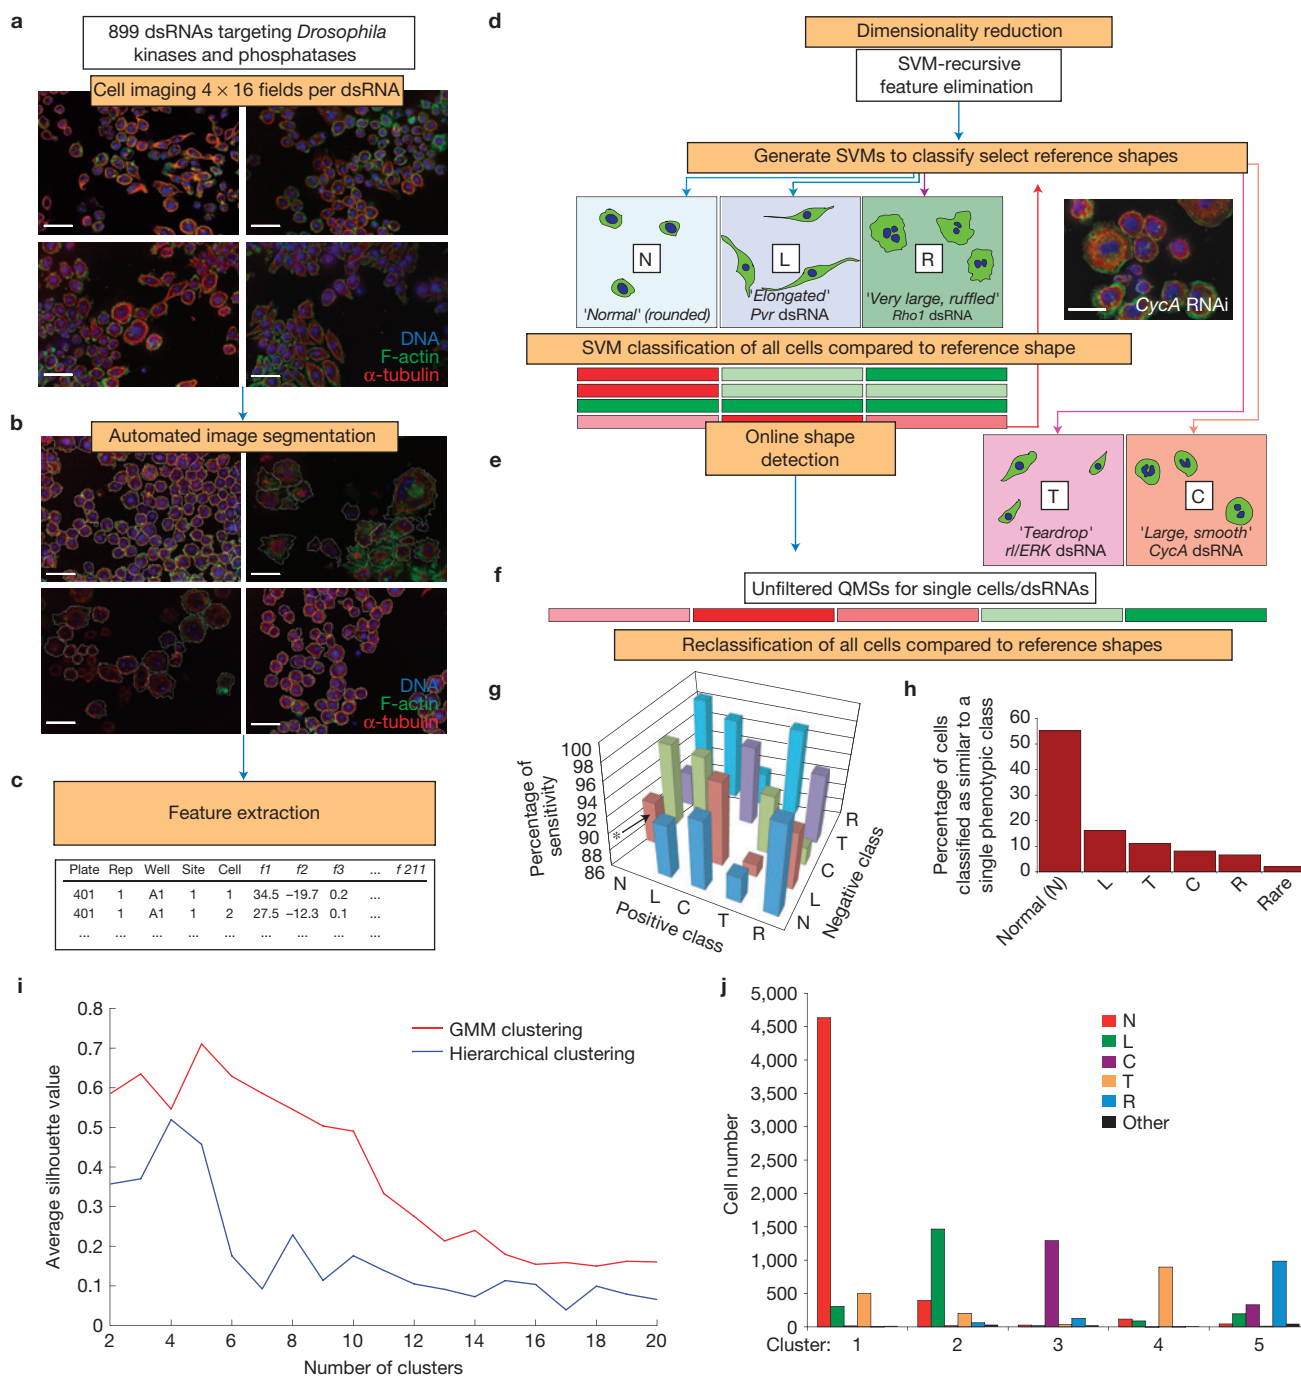 a
899 dsRNAs targeting Drosophila
kinases and phosphatases
Cell imaging 4 × 16 fields per dsRNA
DNA
F-actin
α-tubulin
b
Automated image segmentation
DNA
F-actin
α-tubulin
c
Feature extraction
Plate Rep Well Site Cell f1 f2 f3 ... f 211
401 1 A1 1 1 34.5 −19.7 0.2 ...
401 1 A1 1 2 27.5 −12.3 0.1 ...
... ... ... ... ... ... ... ... ...
d
Dimensionality reduction
SVM-recursive
feature elimination
Generate SVMs to classify select reference shapes
N
'Normal' (rounded)
L
'Elongated'
Pvr dsRNA
R
'Very large, ruffled'
Rho1 dsRNA
CycA RNAi
SVM classification of all cells compared to reference shape
e
Online shape
detection
T
'Teardrop'
rl/ERK dsRNA
C
'Large, smooth'
CycA dsRNA
f
Unfiltered QMSs for single cells/dsRNAs
Reclassification of all cells compared to reference shapes
g
Percentage of
sensitivity
100
98
96
94
92
90
88
86
*
N
L
C
T
R
Positive class
N
L
C
T
R
Negative class
h
Percentage of cells
classified as similar to a
single phenotypic class
60
50
40
30
20
10
0
Normal (N)
L
T
C
R
Rare
i
Average silhouette value
0.8
0.7
0.6
0.5
0.4
0.3
0.2
0.1
0
2 4 6 8 10 12 14 16 18 20
Number of clusters
GMM clustering
Hierarchical clustering
j
Cell number
5,000
4,500
4,000
3,500
3,000
2,500
2,000
1,500
1,000
500
0
N
L
C
T
R
Other
Cluster: 1 2 3 4 5